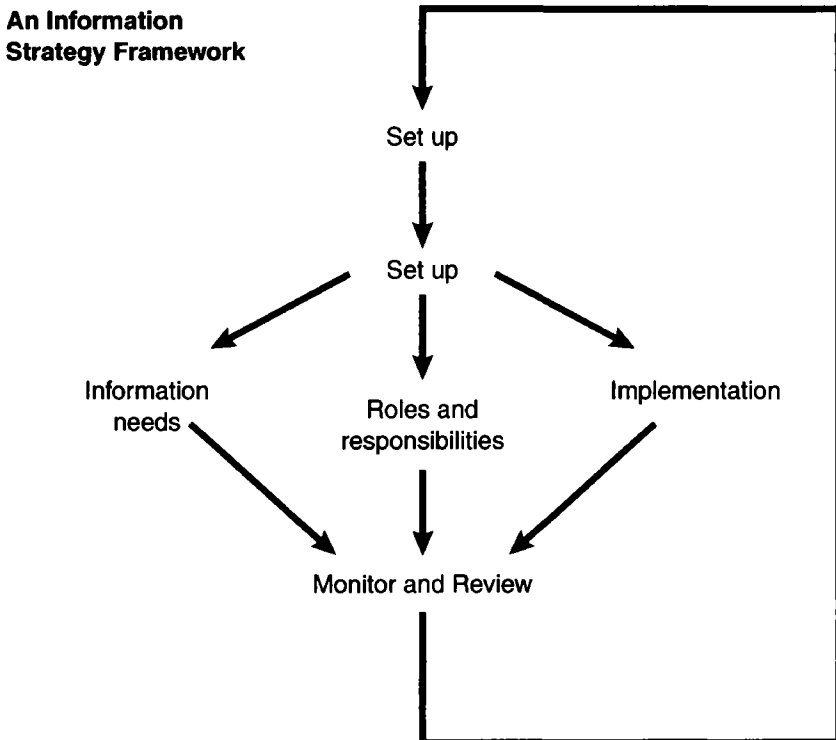 An Information
Strategy Framework
Set up
Set up
Information
needs
Roles and
responsibilities
Implementation
Monitor and Review